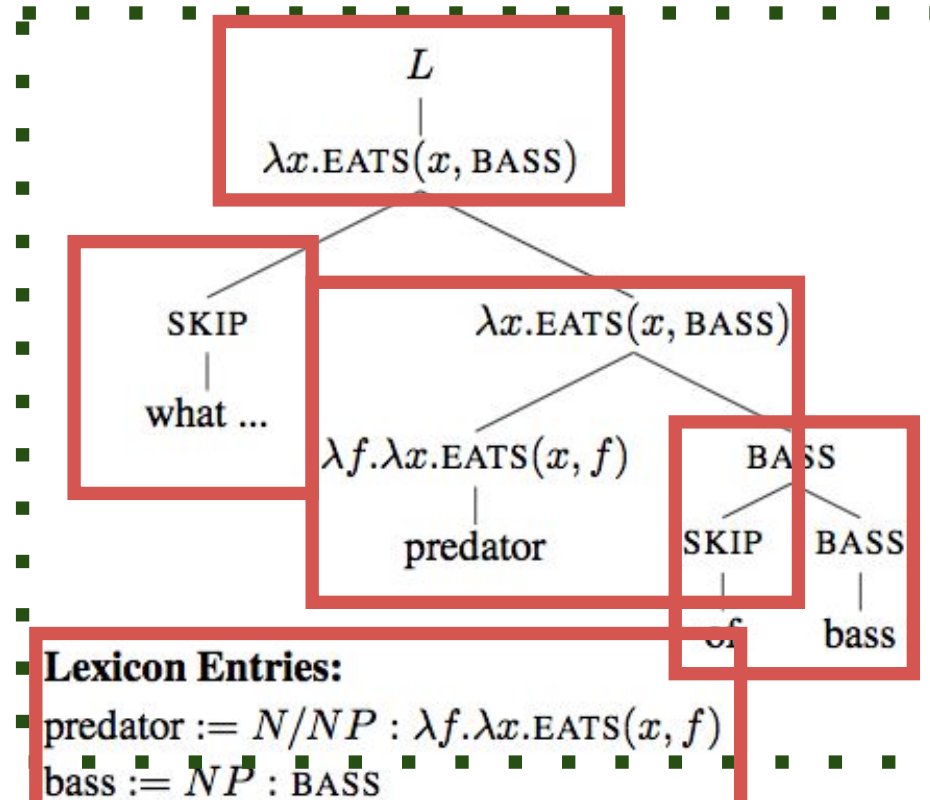 L
λx.EATS(x, BASS)
SKIP
λx.EATS(x, BASS)
what ...
λf.λx.EATS(x, f)
BASS
predator
SKIP
BASS
of
bass
Lexicon Entries:
predator := N/NP : λf.λx.EATS(x, f)
bass := NP : BASS